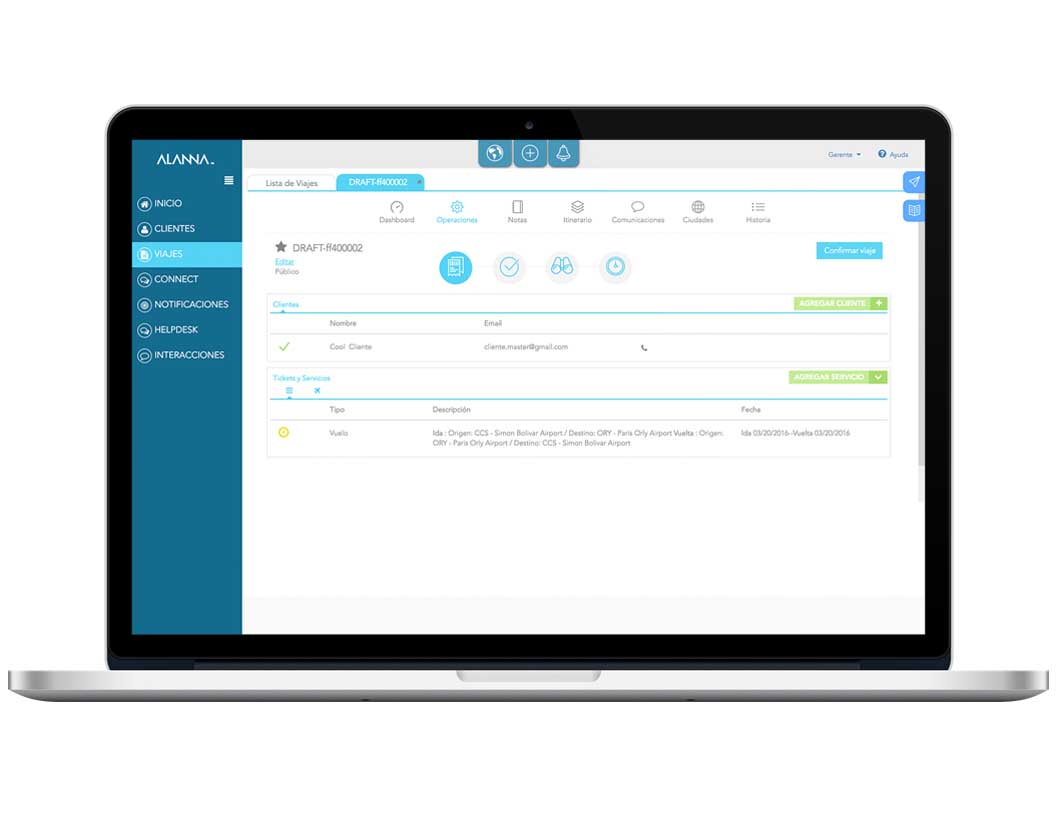 ALANNA
Gerente
Ayuda
Lista de Viajes
DRAFT-ff400002
INICIO
CLIENTES
VIAJES
CONNECT
NOTIFICACIONES
HELPDESK
INTERACCIONES
Dashboard
Operaciones
Notas
Itinerario
Comunicaciones
Ciudades
Historia
DRAFT-ff400002
Editar
Público
Confirmar viaje
Clientes
AGREGAR CLIENTE +
Nombre Email
Cool Cliente cliente.master@gmail.com
Tickets y Servicios
AGREGAR SERVICIO
Tipo Descripción Fecha
Vuelo Ida : Origen: CCS - Simon Bolivar Airport / Destino: ORY - Paris Orly Airport Vuelta : Origen: Ida 03/20/2016--Vuelta 03/20/2016
ORY - Paris Orly Airport / Destino: CCS - Simon Bolivar Airport